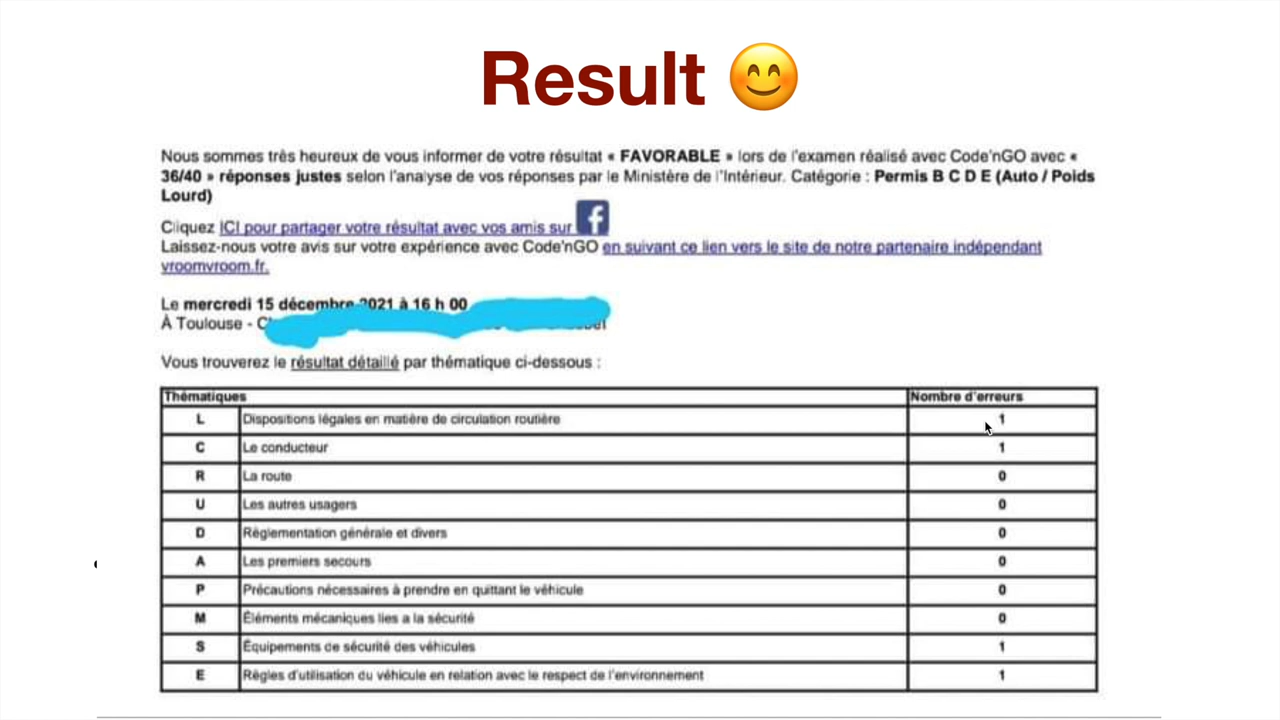 Result 😊
Nous sommes très heureux de vous informer de votre résultat « FAVORABLE » lors de l'examen réalisé avec Code'nGO avec «
36/40 » réponses justes selon l'analyse de vos réponses par le Ministère de l'Intérieur. Catégorie : Permis B C D E (Auto / Poids
Lourd)
Cliquez ICI pour partager votre résultat avec vos amis sur f
Laissez-nous votre avis sur votre expérience avec Code'nGO en suivant ce lien vers le site de notre partenaire indépendant
vroomvroom.fr.
Le mercredi 15 décembre 2021 à 16 h 00
À Toulouse -
Vous trouverez le résultat détaillé par thématique ci-dessous :
Thématiques Nombre d'erreurs
L Dispositions légales en matière de circulation routière 1
C Le conducteur 1
R La route 0
U Les autres usagers 0
D Réglementation générale et divers 0
A Les premiers secours 0
P Précautions nécessaires à prendre en quittant le véhicule 0
M Éléments mécaniques lies a la sécurité 0
S Équipements de sécurité des véhicules 1
E Règles d'utilisation du véhicule en relation avec le respect de l'environnement 1